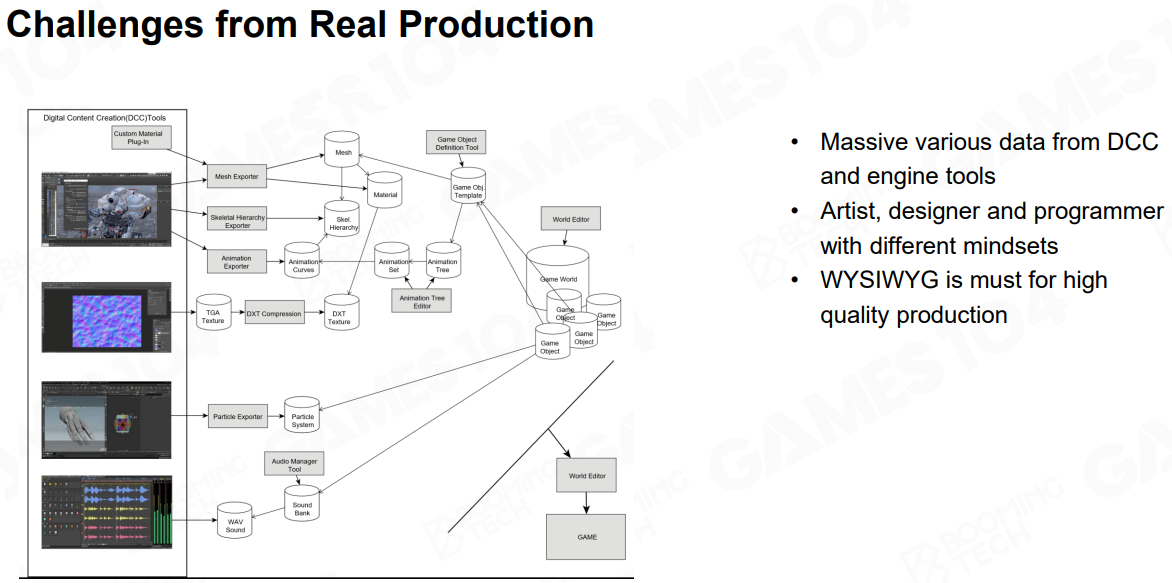 Challenges from Real Production
Digital Content Creation(DCC)Tools
Custom Material
Plug-In
Mesh Exporter
Skeletal Hierarchy
Exporter
Animation
Exporter
Mesh
Material
Skel.
Hierarchy
Animation
Curves
Animation
Set
Animation
Tree
Animation Tree
Editor
Game Object
Definition Tool
Game Obj.
Template
World Editor
Game World
Game
Object
Game
Object
Game
Object
Game
Object
TGA
Texture
DXT Compression
DXT
Texture
Particle Exporter
Particle
System
Audio Manager
Tool
Sound
Bank
WAV
Sound
World Editor
GAME
• Massive various data from DCC
and engine tools
• Artist, designer and programmer
with different mindsets
• WYSIWYG is must for high
quality production
GAMES104
BOOMING
TECH